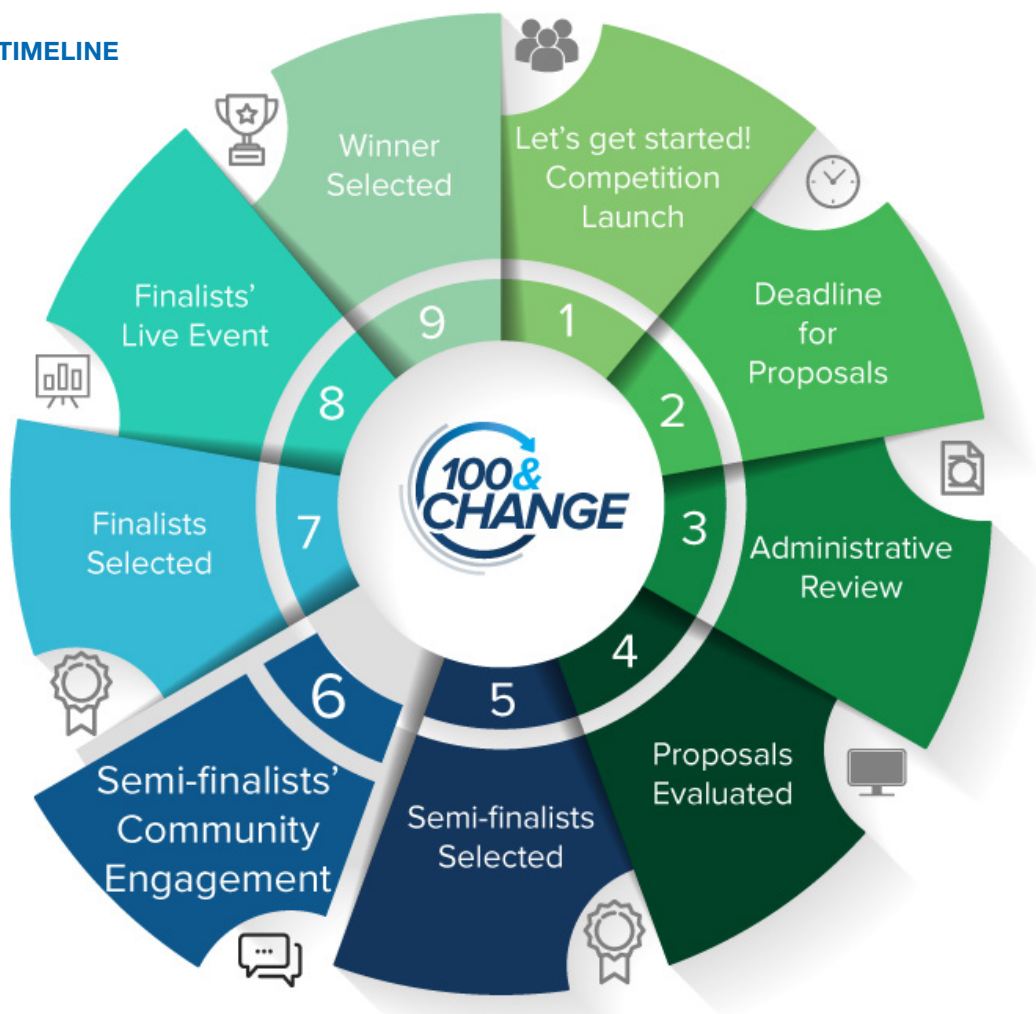 TIMELINE
Let's get started!
Competition
Launch
1
Deadline
for
Proposals
2
Administrative
Review
3
Proposals
Evaluated
4
Semi-finalists
Selected
5
Semi-finalists'
Community
Engagement
6
Finalists
Selected
7
Finalists'
Live Event
8
Winner
Selected
9
100&
CHANGE